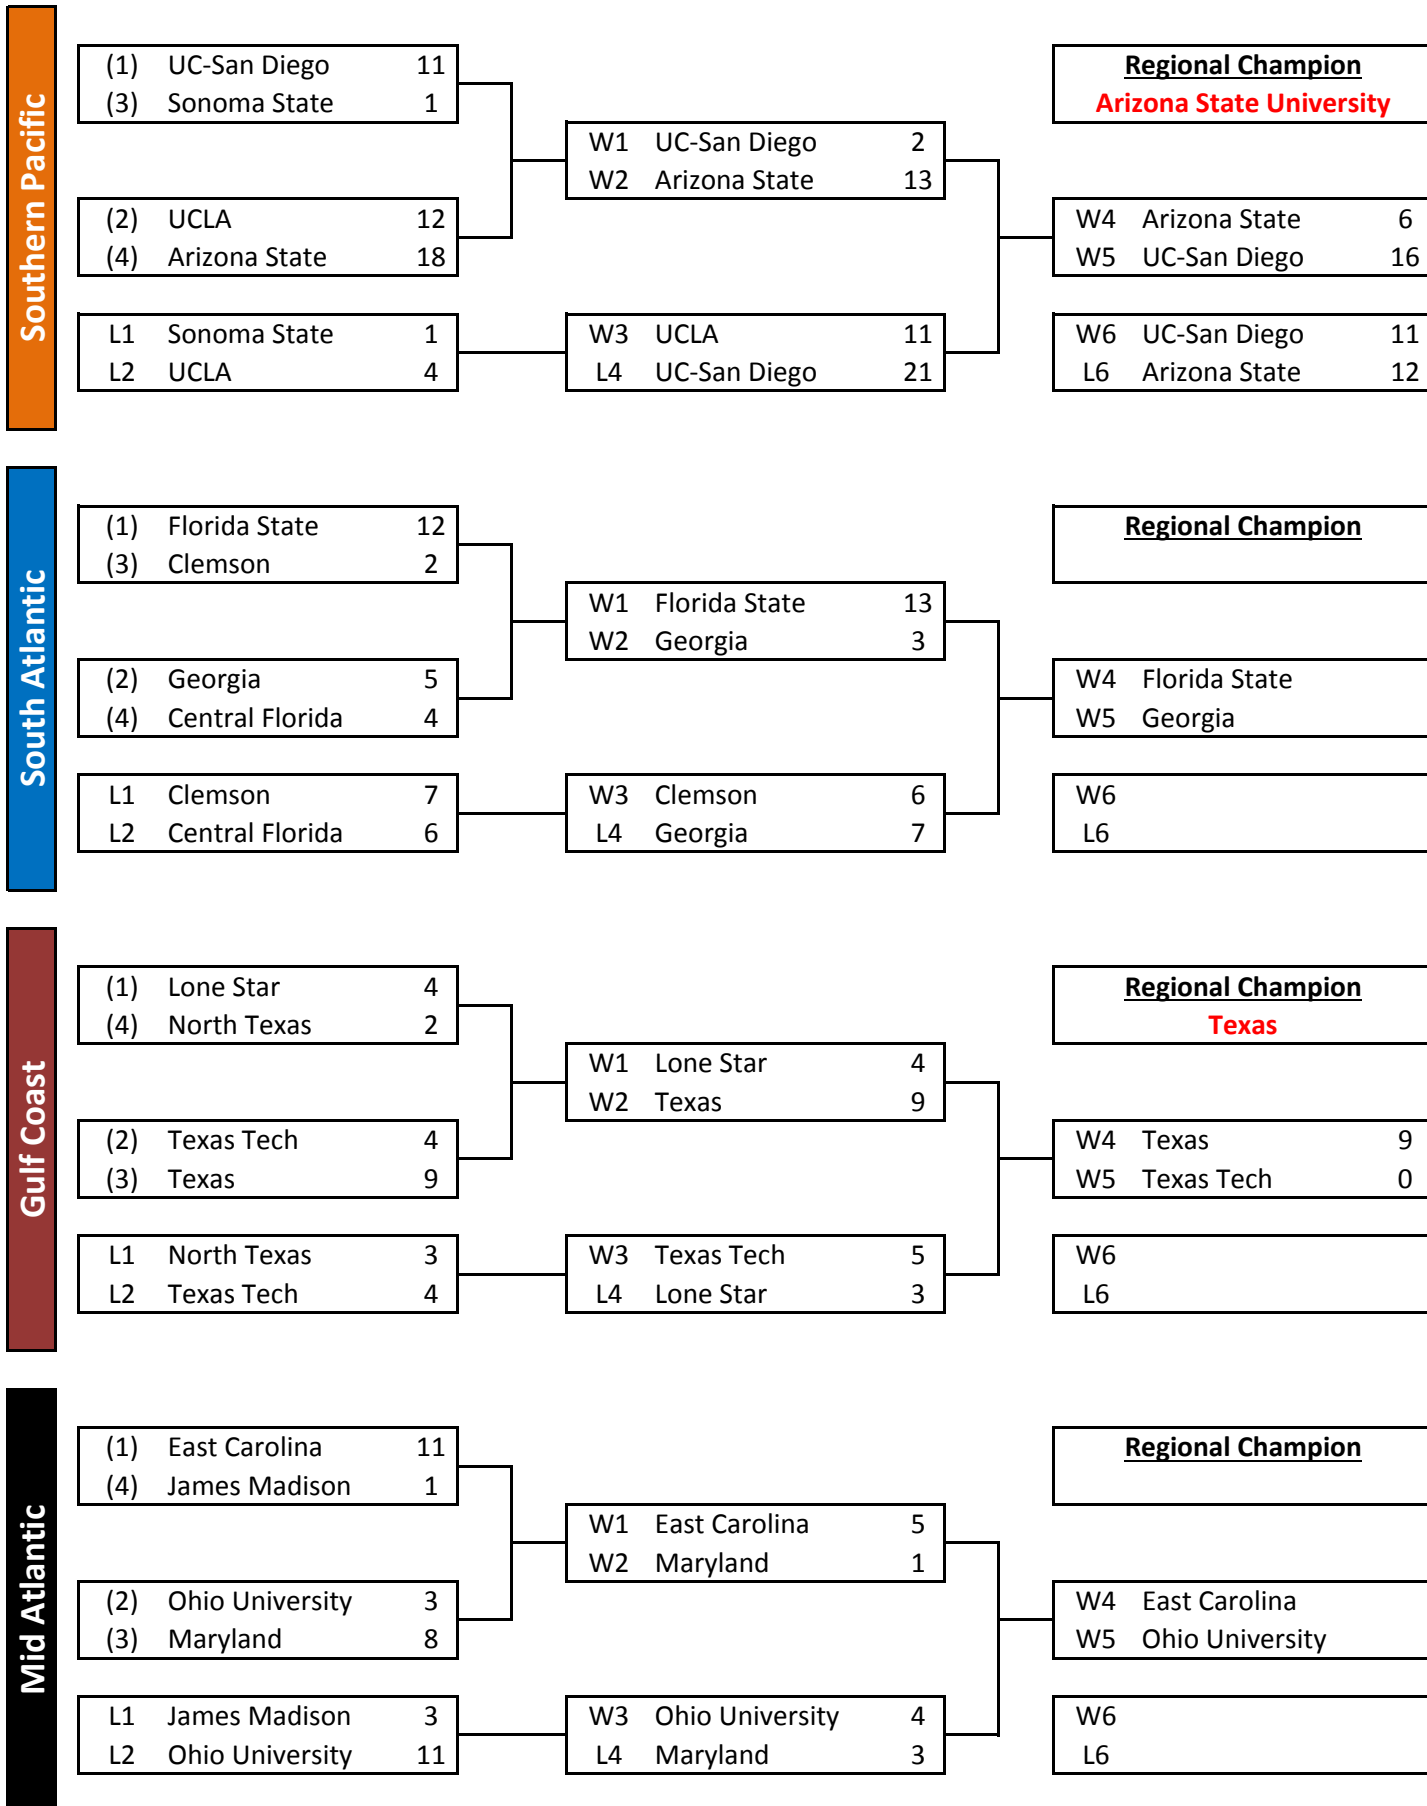 Southern Pacific
(1) UC-San Diego 11
(3) Sonoma State 1
(2) UCLA 12
(4) Arizona State 18
L1 Sonoma State 1
L2 UCLA 4
W1 UC-San Diego 2
W2 Arizona State 13
W3 UCLA 11
L4 UC-San Diego 21
Regional Champion
Arizona State University
W4 Arizona State 6
W5 UC-San Diego 16
W6 UC-San Diego 11
L6 Arizona State 12
South Atlantic
(1) Florida State 12
(3) Clemson 2
(2) Georgia 5
(4) Central Florida 4
L1 Clemson 7
L2 Central Florida 6
W1 Florida State 13
W2 Georgia 3
W3 Clemson 6
L4 Georgia 7
Regional Champion
W4 Florida State
W5 Georgia
W6
L6
Gulf Coast
(1) Lone Star 4
(4) North Texas 2
(2) Texas Tech 4
(3) Texas 9
L1 North Texas 3
L2 Texas Tech 4
W1 Lone Star 4
W2 Texas 9
W3 Texas Tech 5
L4 Lone Star 3
Regional Champion
Texas
W4 Texas 9
W5 Texas Tech 0
W6
L6
Mid Atlantic
(1) East Carolina 11
(4) James Madison 1
(2) Ohio University 3
(3) Maryland 8
L1 James Madison 3
L2 Ohio University 11
W1 East Carolina 5
W2 Maryland 1
W3 Ohio University 4
L4 Maryland 3
Regional Champion
W4 East Carolina
W5 Ohio University
W6
L6